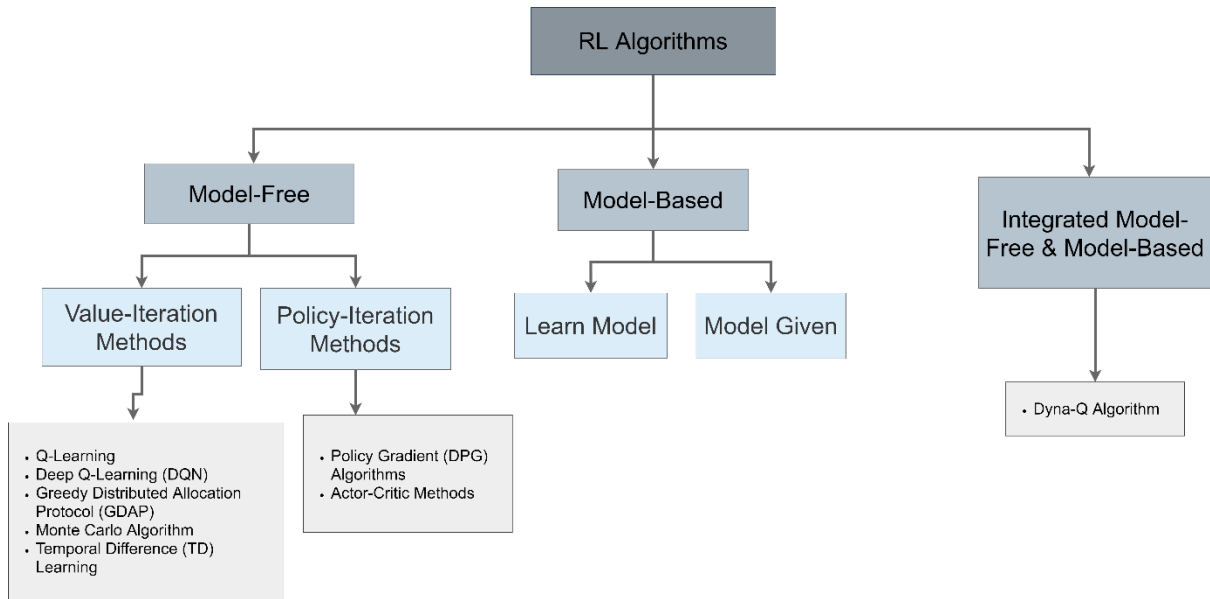 RL Algorithms
Model-Free
Model-Based
Integrated Model-
Free & Model-Based
Value-Iteration
Methods
Policy-Iteration
Methods
Learn Model
Model Given
• Q-Learning
• Deep Q-Learning (DQN)
• Greedy Distributed Allocation
Protocol (GDAP)
• Monte Carlo Algorithm
• Temporal Difference (TD)
Learning
• Policy Gradient (DPG)
Algorithms
• Actor-Critic Methods
• Dyna-Q Algorithm